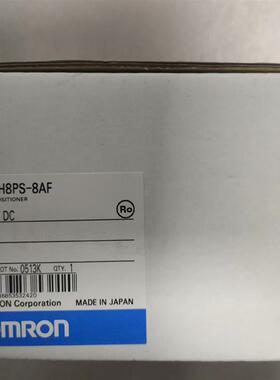 H8PS-8AF
OSITIONER
DC
Ro
OT No. 0513K QTY. 1
ON Corporation MADE IN JAPAN
MRON